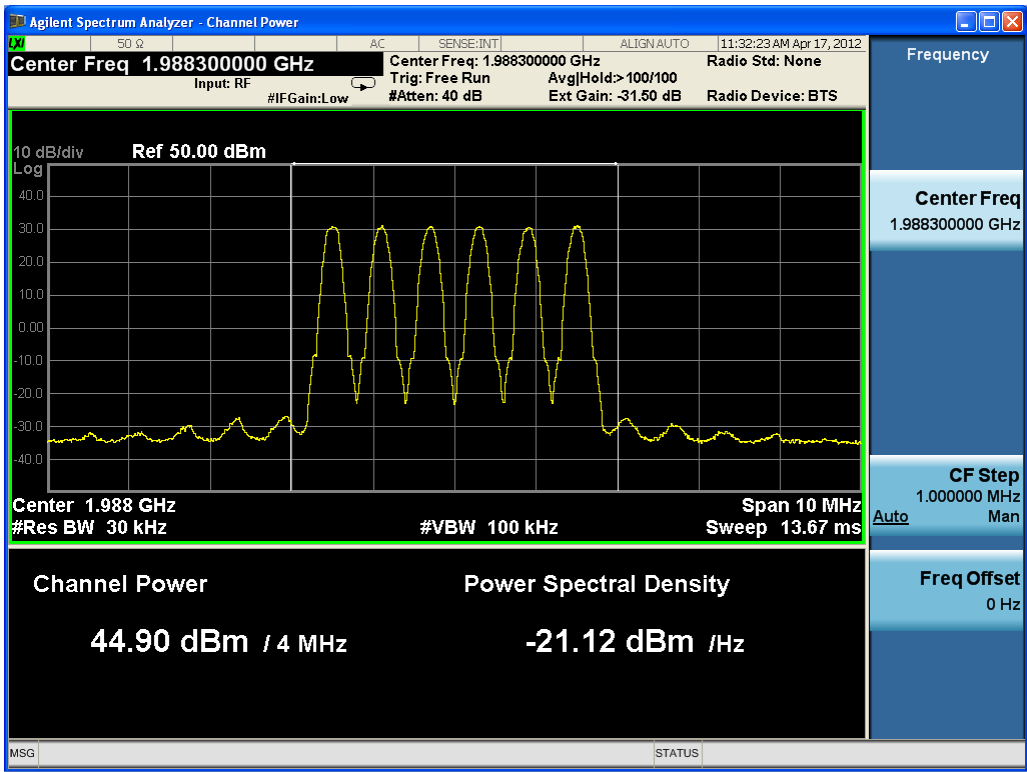 Agilent Spectrum Analyzer - Channel Power
LXI 50 Ω AC SENSE:INT ALIGN AUTO 11:32:23 AM Apr 17, 2012
Center Freq 1.988300000 GHz
Input: RF
#IFGain:Low
Center Freq: 1.988300000 GHz
Trig: Free Run Avg|Hold:>100/100
#Atten: 40 dB Ext Gain: -31.50 dB
Radio Std: None
Radio Device: BTS
10 dB/div Ref 50.00 dBm
Log
40.0
30.0
20.0
10.0
0.00
-10.0
-20.0
-30.0
-40.0
Center 1.988 GHz Span 10 MHz
#Res BW 30 kHz #VBW 100 kHz Sweep 13.67 ms
Channel Power Power Spectral Density
44.90 dBm / 4 MHz -21.12 dBm /Hz
Frequency
Center Freq
1.988300000 GHz
CF Step
1.000000 MHz
Auto Man
Freq Offset
0 Hz
MSG STATUS